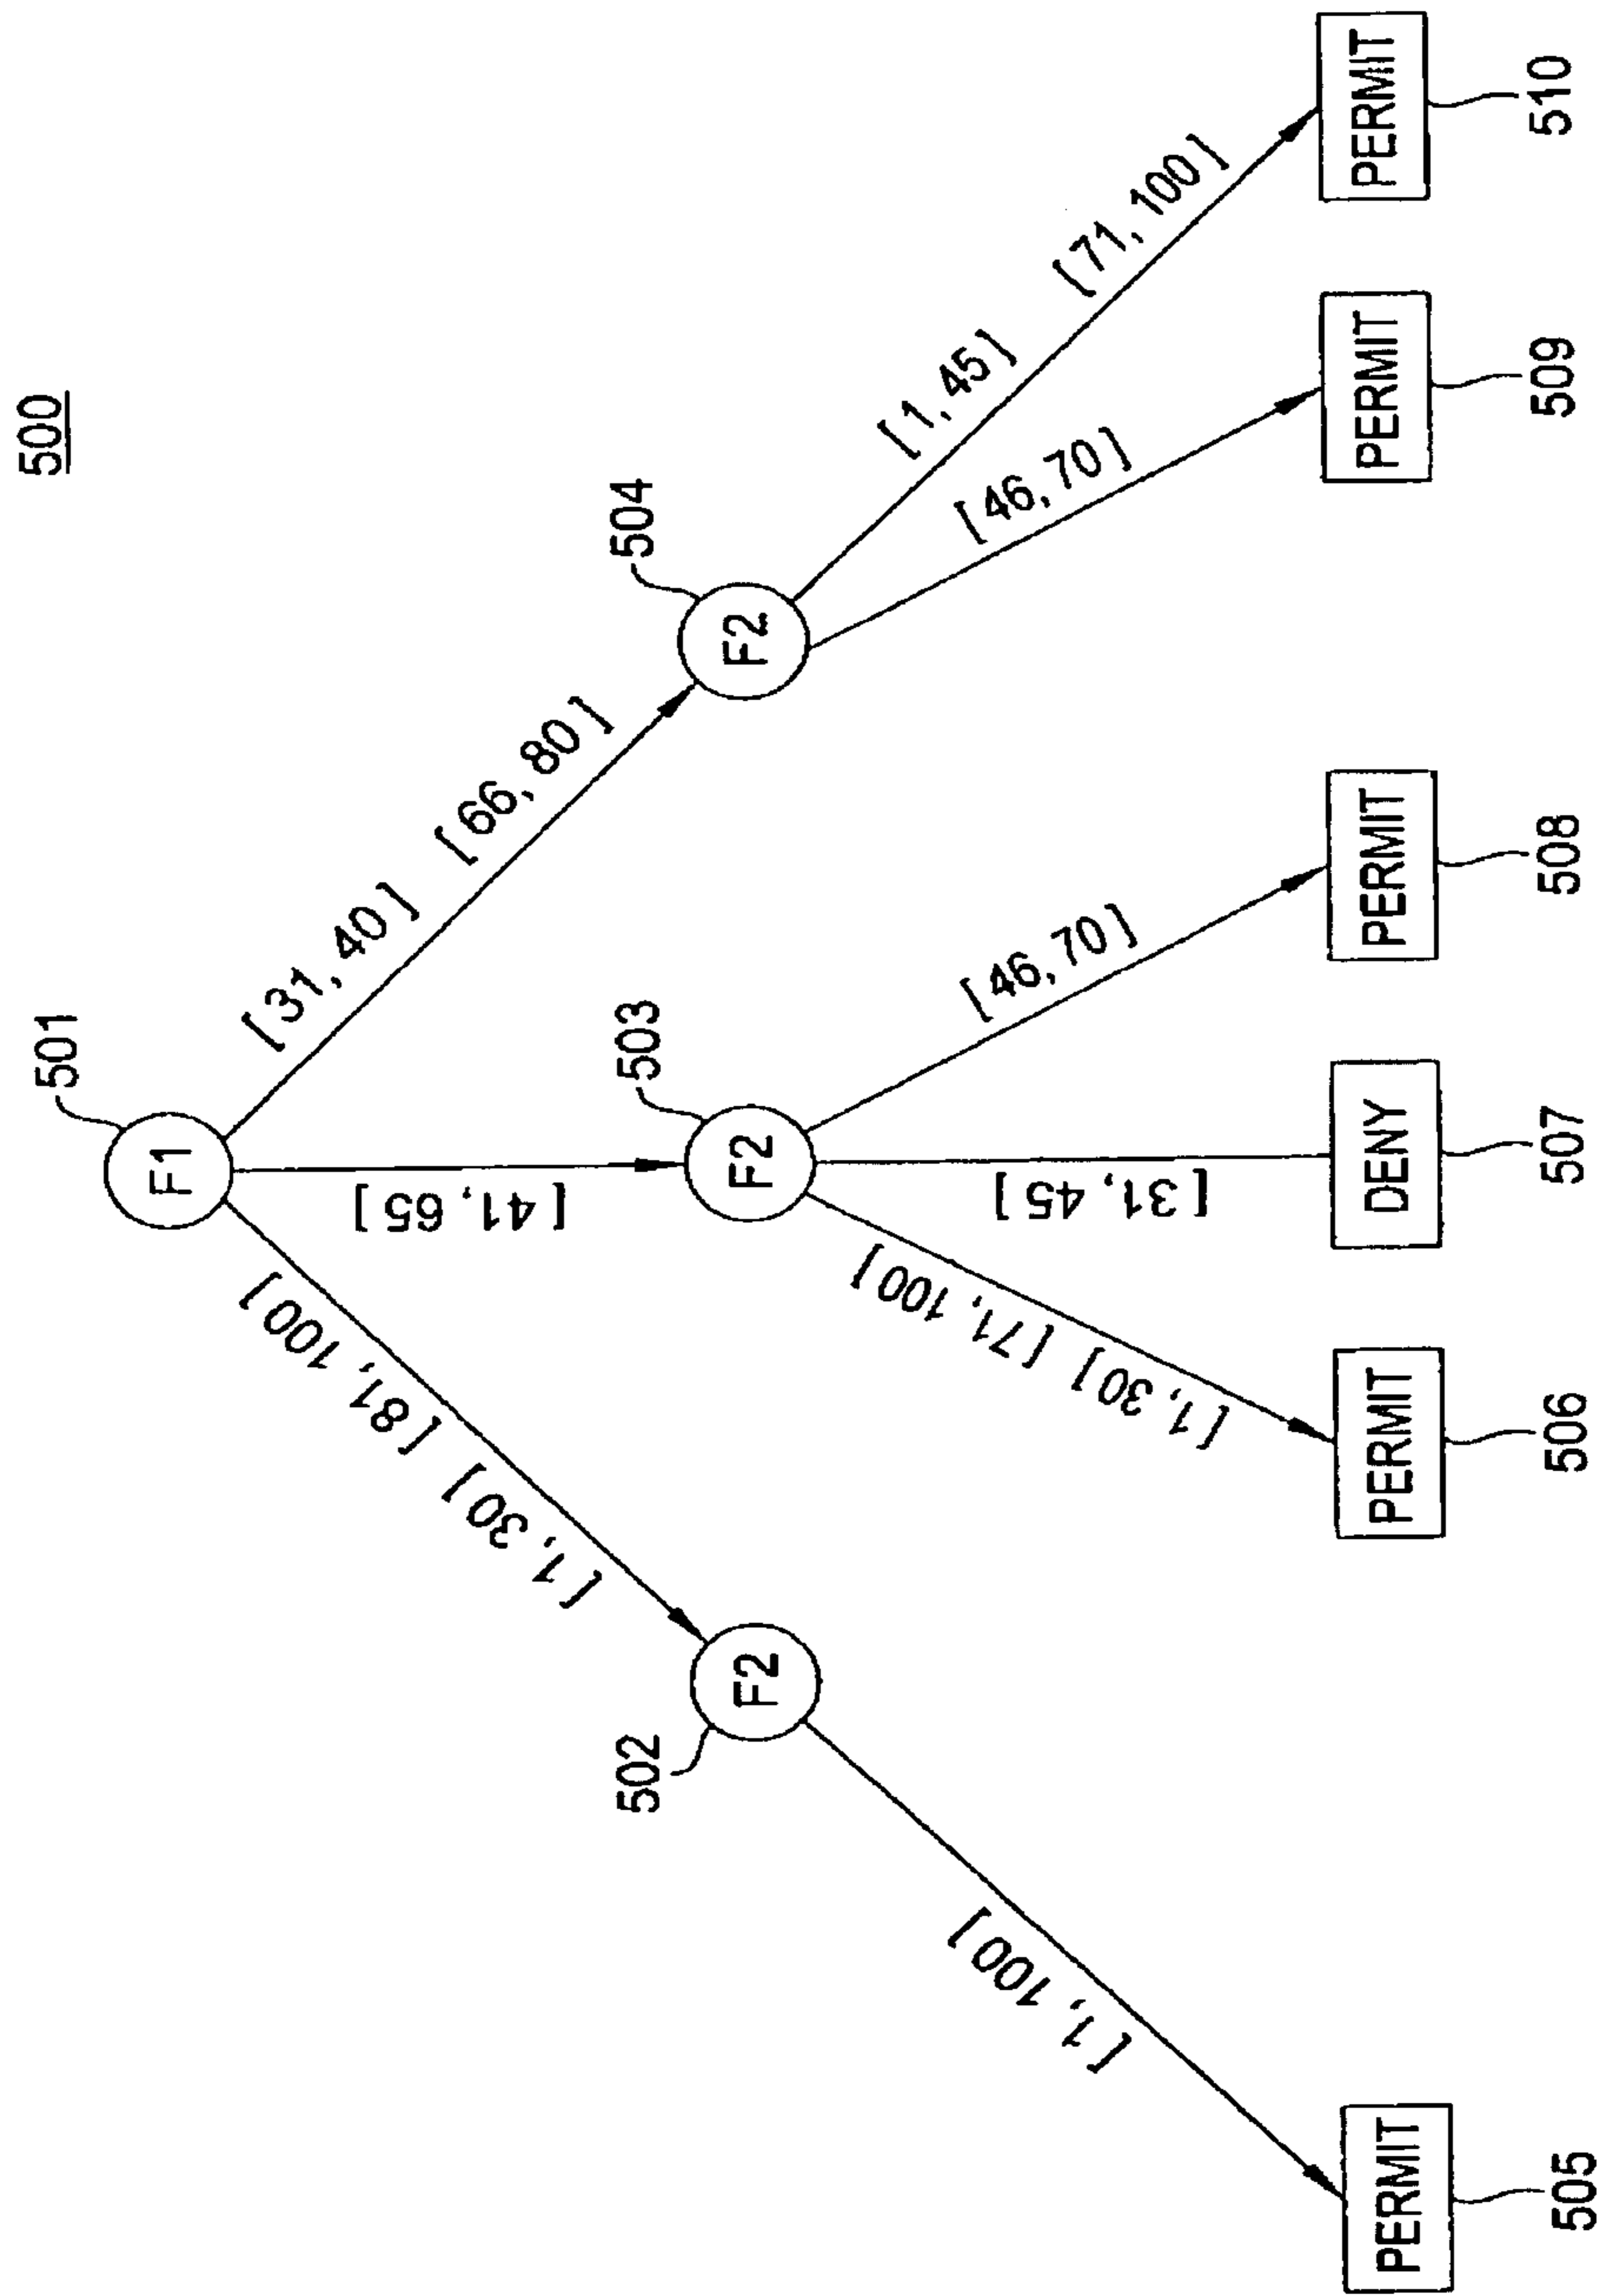 500
501
F1
[1,30] [81,100]
[41,65]
[31,40] [66,80]
502
F2
503
F2
504
F2
[1,100]
[1,30] [71,100]
[31,45]
[46,70]
[46,70]
[1,45] [71,100]
PERMIT
PERMIT
DENY
PERMIT
PERMIT
PERMIT
505
506
507
508
509
510